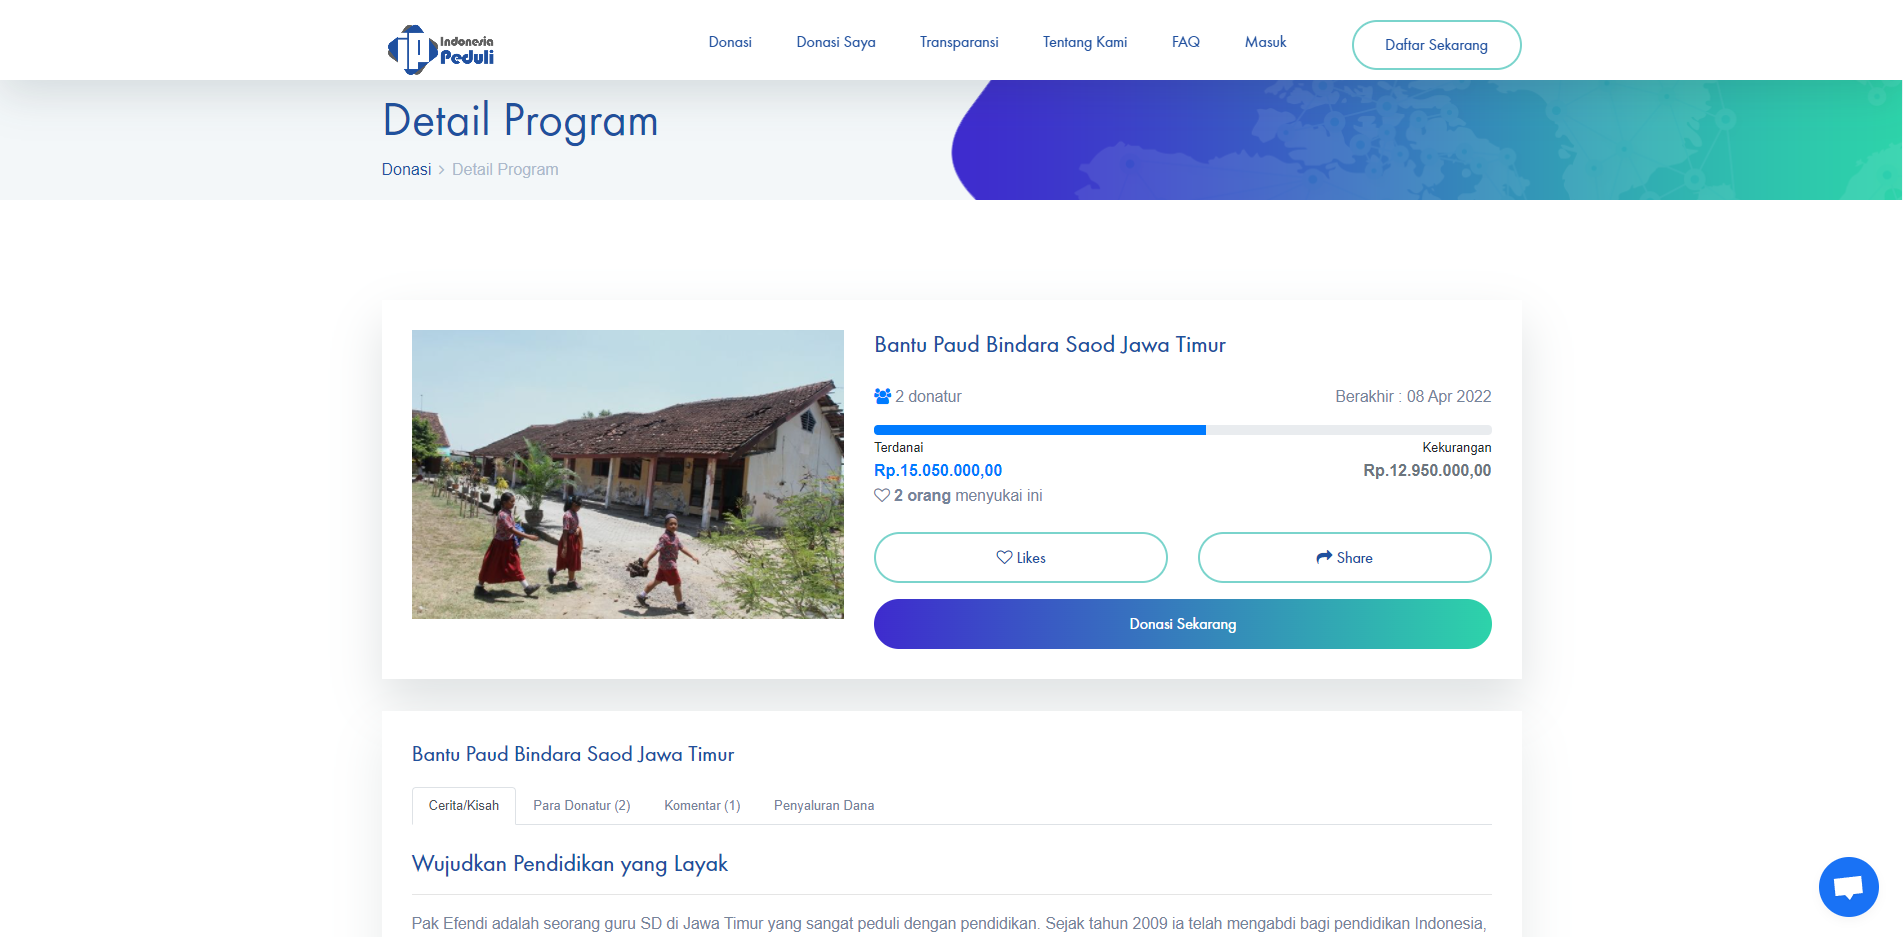 Indonesia
Peduli
Donasi
Donasi Saya
Transparansi
Tentang Kami
FAQ
Masuk
Daftar Sekarang
Detail Program
Donasi > Detail Program
Bantu Paud Bindara Saod Jawa Timur
2 donatur
Berakhir : 08 Apr 2022
Terdanai
Kekurangan
Rp.15.050.000,00
Rp.12.950.000,00
2 orang menyukai ini
Likes
Share
Donasi Sekarang
Bantu Paud Bindara Saod Jawa Timur
Cerita/Kisah
Para Donatur (2)
Komentar (1)
Penyaluran Dana
Wujudkan Pendidikan yang Layak
Pak Efendi adalah seorang guru SD di Jawa Timur yang sangat peduli dengan pendidikan. Sejak tahun 2009 ia telah mengabdi bagi pendidikan Indonesia,